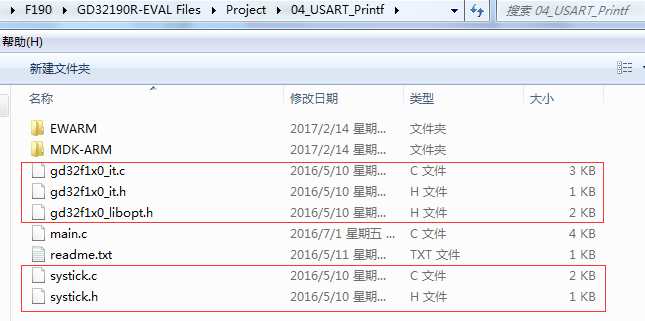 F190 ▸ GD32190R-EVAL Files ▸ Project ▸ 04_USART_Printf ▸ 搜索 04_USART_Printf
帮助(H)
新建文件夹
名称 修改日期 类型 大小
EWARM 2017/2/14 星期... 文件夹
MDK-ARM 2017/2/14 星期... 文件夹
gd32f1x0_it.c 2016/5/10 星期... C 文件 3 KB
gd32f1x0_it.h 2016/5/10 星期... H 文件 1 KB
gd32f1x0_libopt.h 2016/5/10 星期... H 文件 2 KB
main.c 2016/7/1 星期五 ... C 文件 4 KB
readme.txt 2016/5/11 星期... TXT 文件 2 KB
systick.c 2016/5/10 星期... C 文件 2 KB
systick.h 2016/5/10 星期... H 文件 1 KB